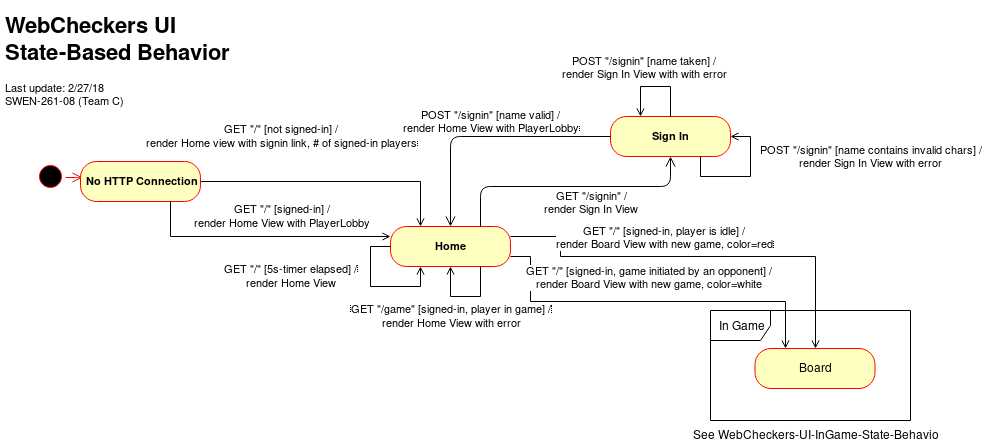 WebCheckers UI
State-Based Behavior
Last update: 2/27/18
SWEN-261-08 (Team C)
POST "/signin" [name taken] /
render Sign In View with with error
POST "/signin" [name valid] /
render Home View with PlayerLobby
GET "/" [not signed-in] /
render Home view with signin link, # of signed-in players
Sign In
POST "/signin" [name contains invalid chars] /
render Sign In View with error
No HTTP Connection
GET "/signin" /
render Sign In View
GET "/" [signed-in] /
render Home View with PlayerLobby
GET "/" [signed-in, player is idle] /
render Board View with new game, color=red
Home
GET "/" [5s-timer elapsed] /
render Home View
GET "/" [signed-in, game initiated by an opponent] /
render Board View with new game, color=white
GET "/game" [signed-in, player in game] /
render Home View with error
In Game
Board
See WebCheckers-UI-InGame-State-Behavio